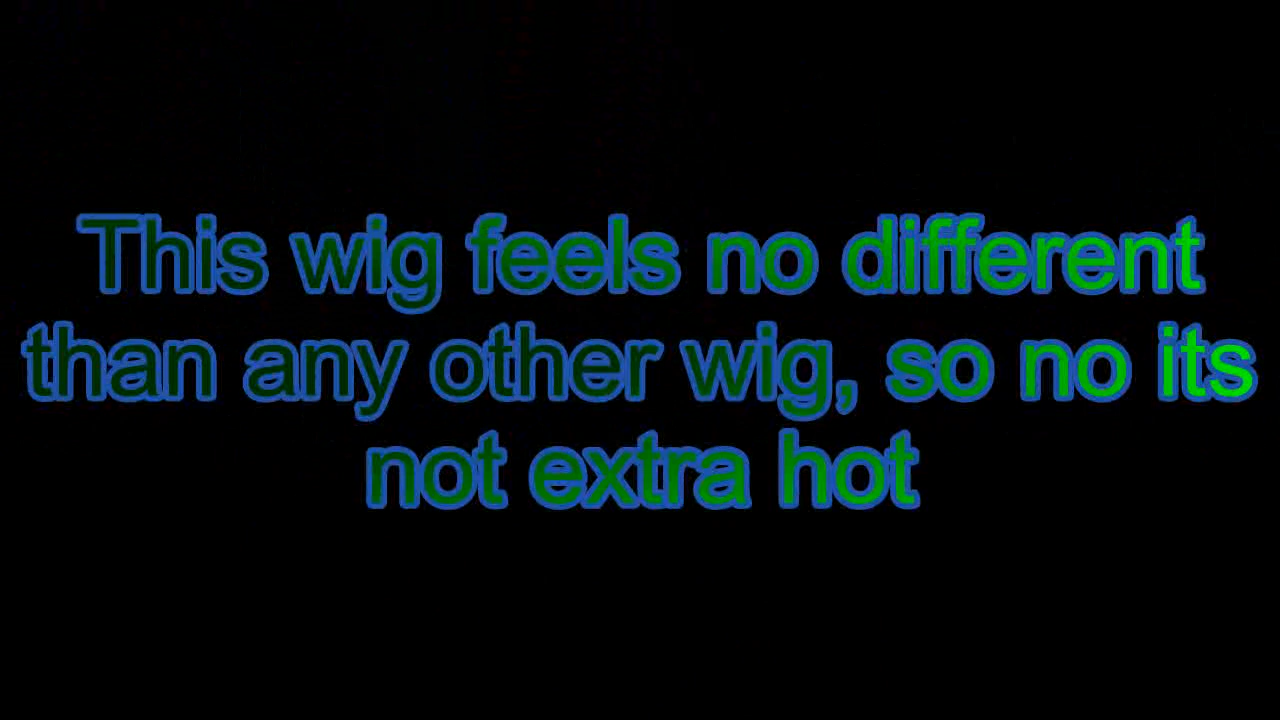 This wig feels no different
than any other wig, so no its
not extra hot